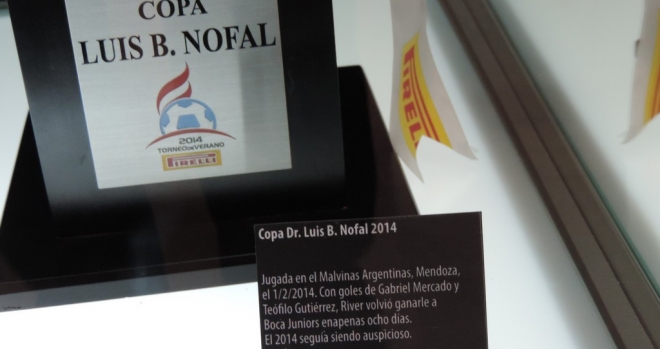 COPA
LUIS B. NOFAL
2014
TORNEO DE VERANO
PIRELLI
PIRELLI
Copa Dr. Luis B. Nofal 2014
Jugada en el Malvinas Argentinas, Mendoza,
el 1/2/2014. Con goles de Gabriel Mercado y
Teófilo Gutiérrez, River volvió ganarle a
Boca Juniors enapenas ocho días.
El 2014 seguía siendo auspicioso.